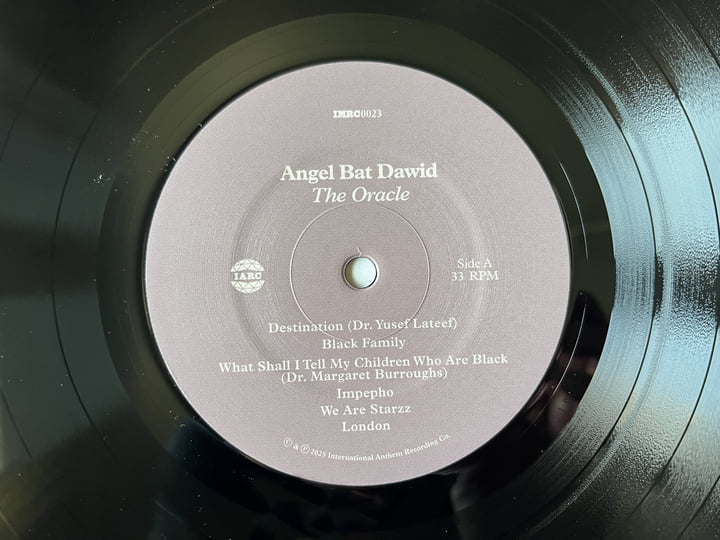 IMRC0023
Angel Bat Dawid
The Oracle
IARC
Side A
33 RPM
Destination (Dr. Yusef Lateef)
Black Family
What Shall I Tell My Children Who Are Black
(Dr. Margaret Burroughs)
Impepho
We Are Starzz
London
© & ℗ 2025 International Anthem Recording Co.